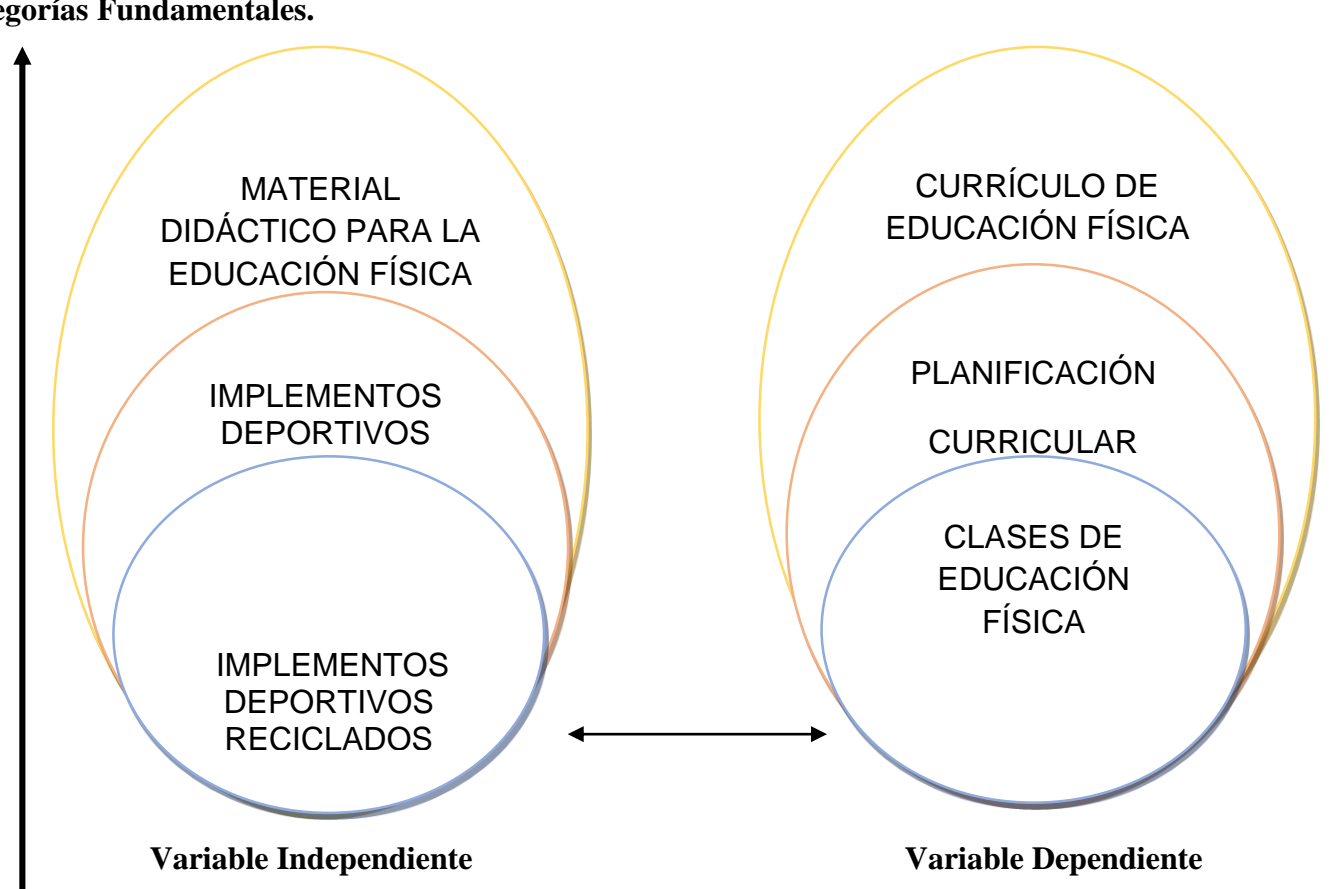 egorías Fundamentales.
MATERIAL
DIDÁCTICO PARA LA
EDUCACIÓN FÍSICA
IMPLEMENTOS
DEPORTIVOS
IMPLEMENTOS
DEPORTIVOS
RECICLADOS
Variable Independiente
CURRÍCULO DE
EDUCACIÓN FÍSICA
PLANIFICACIÓN
CURRICULAR
CLASES DE
EDUCACIÓN
FÍSICA
Variable Dependiente